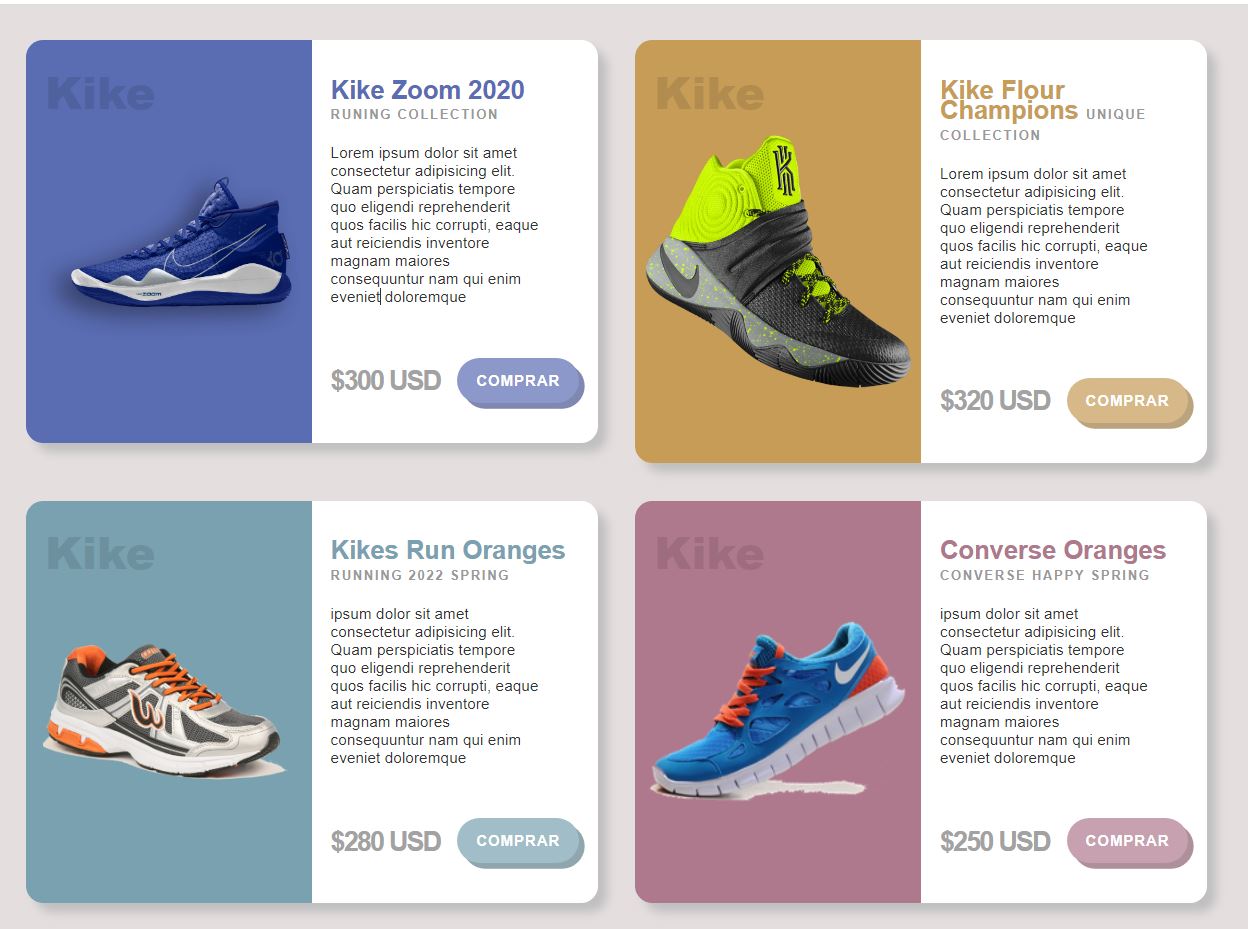 Kike
Kike Zoom 2020
RUNING COLLECTION
Lorem ipsum dolor sit amet
consectetur adipisicing elit.
Quam perspiciatis tempore
quo eligendi reprehenderit
quos facilis hic corrupti, eaque
aut reiciendis inventore
magnam maiores
consequuntur nam qui enim
eveniet doloremque
$300 USD COMPRAR
zoom
Kike
Kike Flour
Champions UNIQUE
COLLECTION
Lorem ipsum dolor sit amet
consectetur adipisicing elit.
Quam perspiciatis tempore
quo eligendi reprehenderit
quos facilis hic corrupti, eaque
aut reiciendis inventore
magnam maiores
consequuntur nam qui enim
eveniet doloremque
$320 USD COMPRAR
Kike
Kikes Run Oranges
RUNNING 2022 SPRING
ipsum dolor sit amet
consectetur adipisicing elit.
Quam perspiciatis tempore
quo eligendi reprehenderit
quos facilis hic corrupti, eaque
aut reiciendis inventore
magnam maiores
consequuntur nam qui enim
eveniet doloremque
$280 USD COMPRAR
Kike
Converse Oranges
CONVERSE HAPPY SPRING
ipsum dolor sit amet
consectetur adipisicing elit.
Quam perspiciatis tempore
quo eligendi reprehenderit
quos facilis hic corrupti, eaque
aut reiciendis inventore
magnam maiores
consequuntur nam qui enim
eveniet doloremque
$250 USD COMPRAR